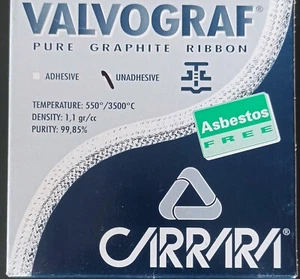 VALVOGRAF®
PURE GRAPHITE RIBBON
ADHESIVE UNADHESIVE
TEMPERATURE: 550°/3500°C
DENSITY: 1,1 gr/cc
PURITY: 99,85%
Asbestos
FREE
CARRARA®